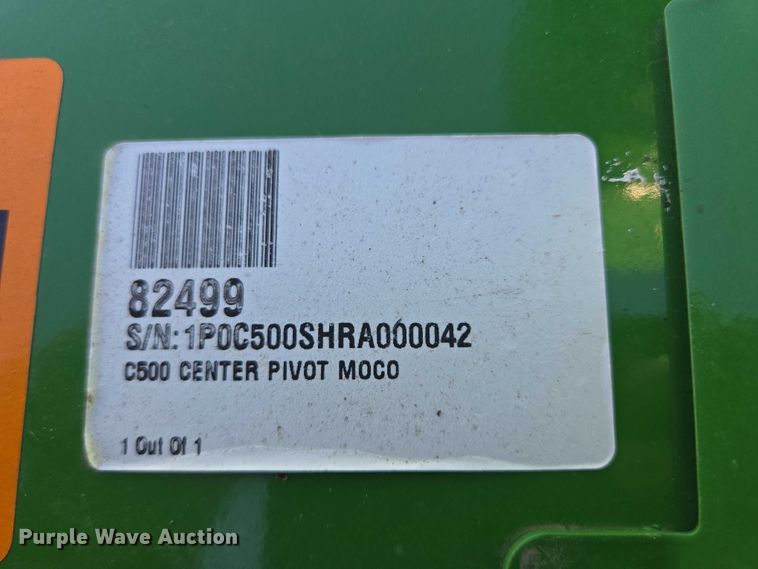 82499
S/N: 1P0C500SHRA000042
C500 CENTER PIVOT MOCO
1 Out Of 1
Purple Wave Auction